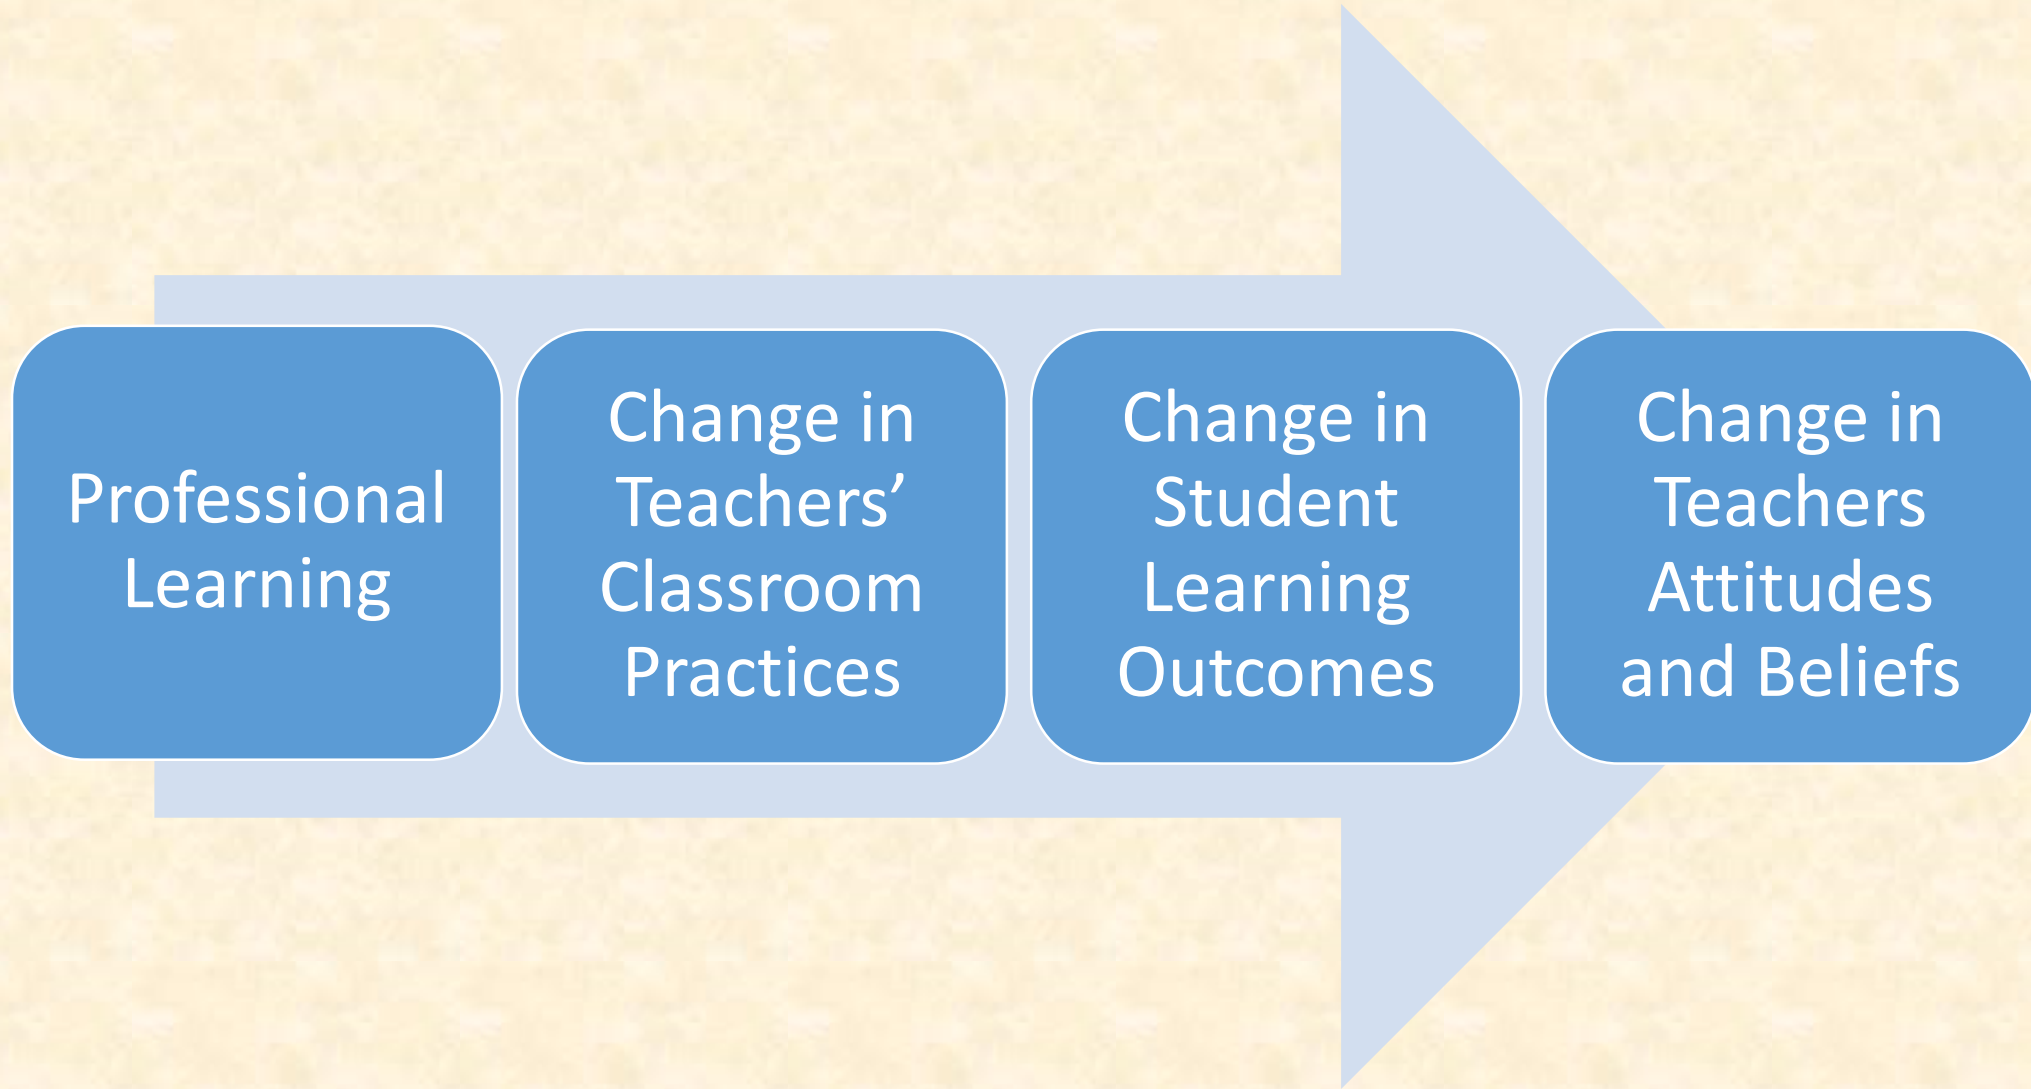 Professional
Learning
Change in
Teachers’
Classroom
Practices
Change in
Student
Learning
Outcomes
Change in
Teachers
Attitudes
and Beliefs